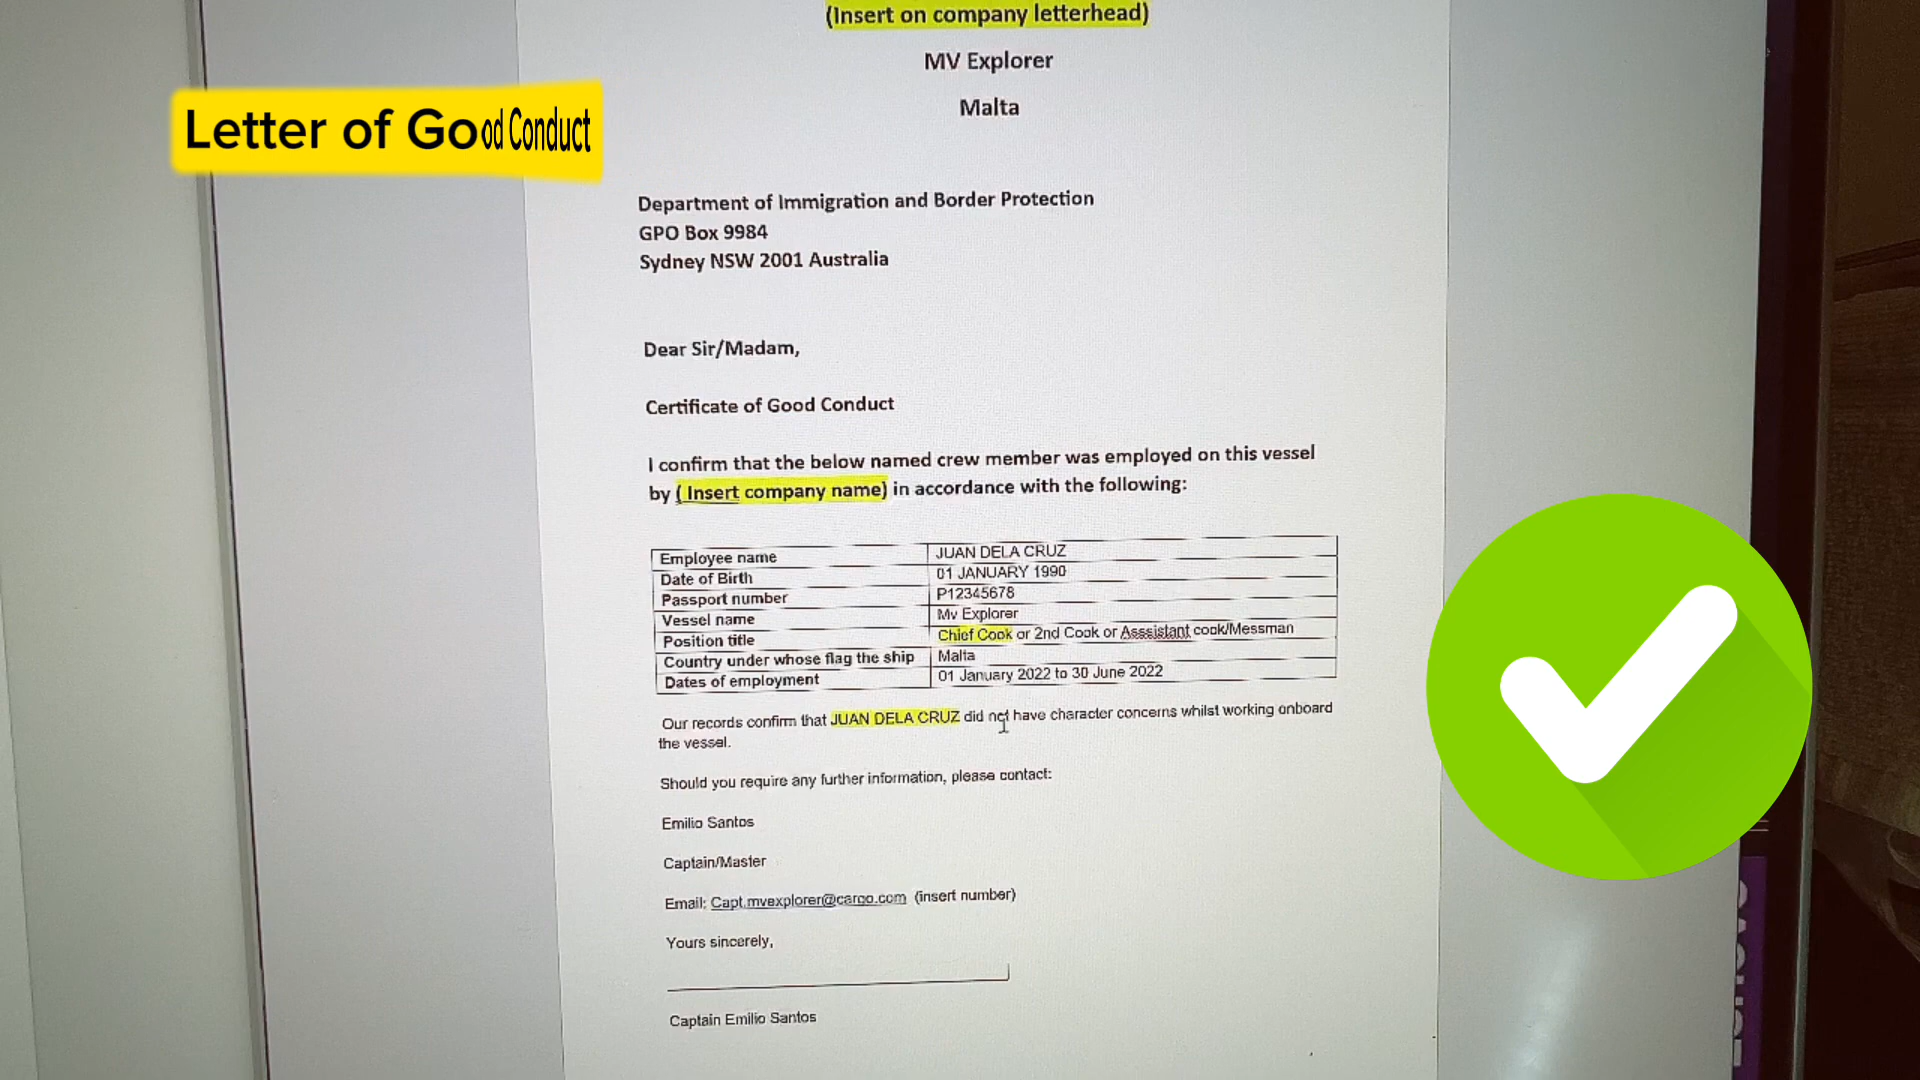 (Insert on company letterhead)
MV Explorer
Malta
Letter of Good Conduct
Department of Immigration and Border Protection
GPO Box 9984
Sydney NSW 2001 Australia
Dear Sir/Madam,
Certificate of Good Conduct
I confirm that the below named crew member was employed on this vessel
by ( Insert company name) in accordance with the following:
Employee name JUAN DELA CRUZ
Date of Birth 01 JANUARY 1990
Passport number P12345678
Vessel name Mv Explorer
Position title Chief Cook or 2nd Cook or Asssistant cook/Messman
Country under whose flag the ship Malta
Dates of employment 01 January 2022 to 30 June 2022
Our records confirm that JUAN DELA CRUZ did not have character concerns whilst working onboard
the vessel.
Should you require any further information, please contact:
Emilio Santos
Captain/Master
Email: Capt.mvexplorer@cargo.com (insert number)
Yours sincerely,
Captain Emilio Santos